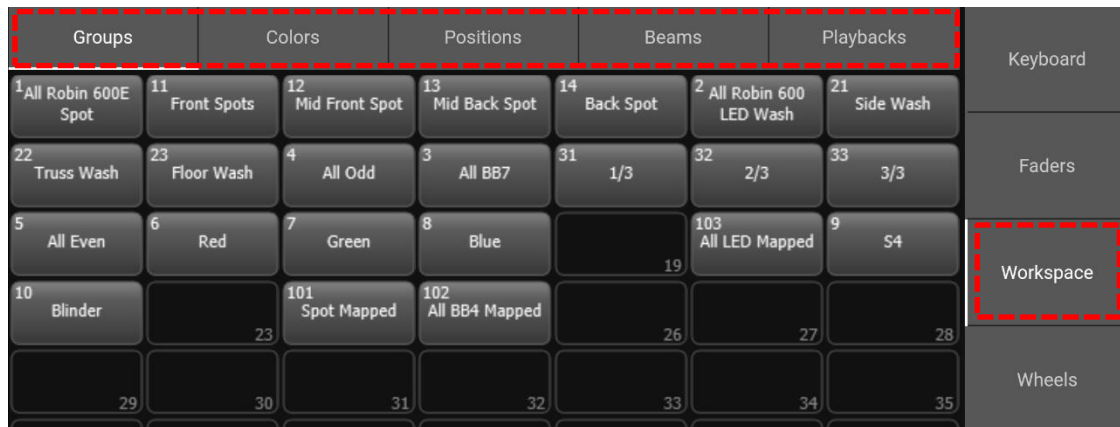 Groups Colors Positions Beams Playbacks
Keyboard
1 All Robin 600E Spot
11 Front Spots
12 Mid Front Spot
13 Mid Back Spot
14 Back Spot
2 All Robin 600 LED Wash
21 Side Wash
22 Truss Wash
23 Floor Wash
4 All Odd
3 All BB7
31 1/3
32 2/3
33 3/3
Faders
5 All Even
6 Red
7 Green
8 Blue
19
103 All LED Mapped
9 S4
Workspace
10 Blinder
23
101 Spot Mapped
102 All BB4 Mapped
26
27
28
29
30
31
32
33
34
35
Wheels